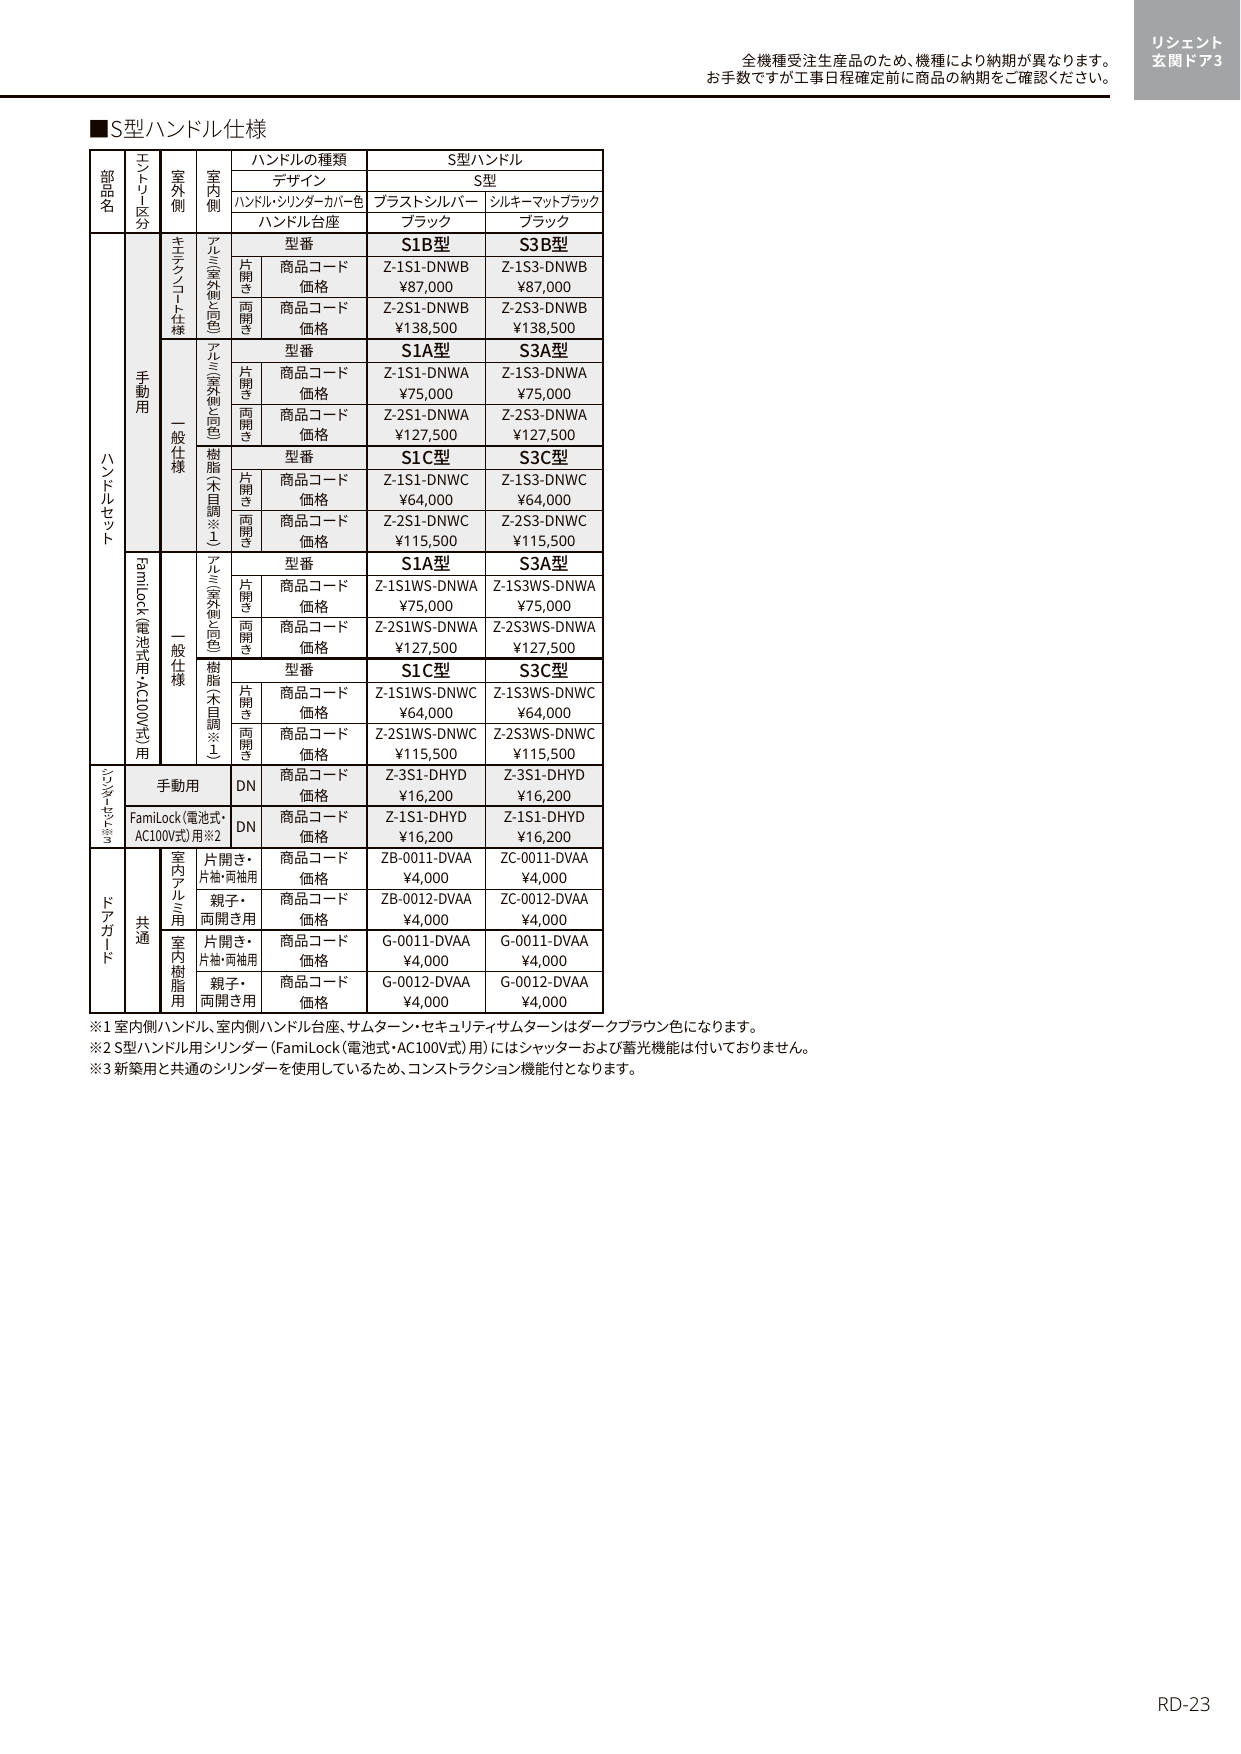 リシェント
玄関ドア3
全機種受注生産品のため、機種により納期が異なります。
お手数ですが工事日程確定前に商品の納期をご確認ください。
■S型ハンドル仕様
部品名 エントリー区分 室外側 室内側 ハンドルの種類 S型ハンドル
デザイン S型
ハンドル・シリンダーカバー色 ブラストシルバー シルキーマットブラック
ハンドル台座 ブラック ブラック
ハンドルセット 手動用 キエテクノコート仕様 アルミ(室外側と同色) 型番 S1B型 S3B型
片開き 商品コード Z-1S1-DNWB Z-1S3-DNWB
価格 ¥87,000 ¥87,000
両開き 商品コード Z-2S1-DNWB Z-2S3-DNWB
価格 ¥138,500 ¥138,500
一般仕様 アルミ(室外側と同色) 型番 S1A型 S3A型
片開き 商品コード Z-1S1-DNWA Z-1S3-DNWA
価格 ¥75,000 ¥75,000
両開き 商品コード Z-2S1-DNWA Z-2S3-DNWA
価格 ¥127,500 ¥127,500
樹脂(木目調※1) 型番 S1C型 S3C型
片開き 商品コード Z-1S1-DNWC Z-1S3-DNWC
価格 ¥64,000 ¥64,000
両開き 商品コード Z-2S1-DNWC Z-2S3-DNWC
価格 ¥115,500 ¥115,500
FamiLock(電池式用・AC100V式)用 一般仕様 アルミ(室外側と同色) 型番 S1A型 S3A型
片開き 商品コード Z-1S1WS-DNWA Z-1S3WS-DNWA
価格 ¥75,000 ¥75,000
両開き 商品コード Z-2S1WS-DNWA Z-2S3WS-DNWA
価格 ¥127,500 ¥127,500
樹脂(木目調※1) 型番 S1C型 S3C型
片開き 商品コード Z-1S1WS-DNWC Z-1S3WS-DNWC
価格 ¥64,000 ¥64,000
両開き 商品コード Z-2S1WS-DNWC Z-2S3WS-DNWC
価格 ¥115,500 ¥115,500
シリンダーセット※3 手動用 DN 商品コード Z-3S1-DHYD Z-3S1-DHYD
価格 ¥16,200 ¥16,200
FamiLock(電池式・ DN 商品コード Z-1S1-DHYD Z-1S1-DHYD
AC100V式)用※2 価格 ¥16,200 ¥16,200
ドアガード 共通 室内アルミ用 片開き・ 商品コード ZB-0011-DVAA ZC-0011-DVAA
片袖・両袖用 価格 ¥4,000 ¥4,000
親子・ 商品コード ZB-0012-DVAA ZC-0012-DVAA
両開き用 価格 ¥4,000 ¥4,000
室内樹脂用 片開き・ 商品コード G-0011-DVAA G-0011-DVAA
片袖・両袖用 価格 ¥4,000 ¥4,000
親子・ 商品コード G-0012-DVAA G-0012-DVAA
両開き用 価格 ¥4,000 ¥4,000
※1 室内側ハンドル、室内側ハンドル台座、サムターン・セキュリティサムターンはダークブラウン色になります。
※2 S型ハンドル用シリンダー(FamiLock(電池式・AC100V式)用)にはシャッターおよび蓄光機能は付いておりません。
※3 新築用と共通のシリンダーを使用しているため、コンストラクション機能付となります。
RD-23